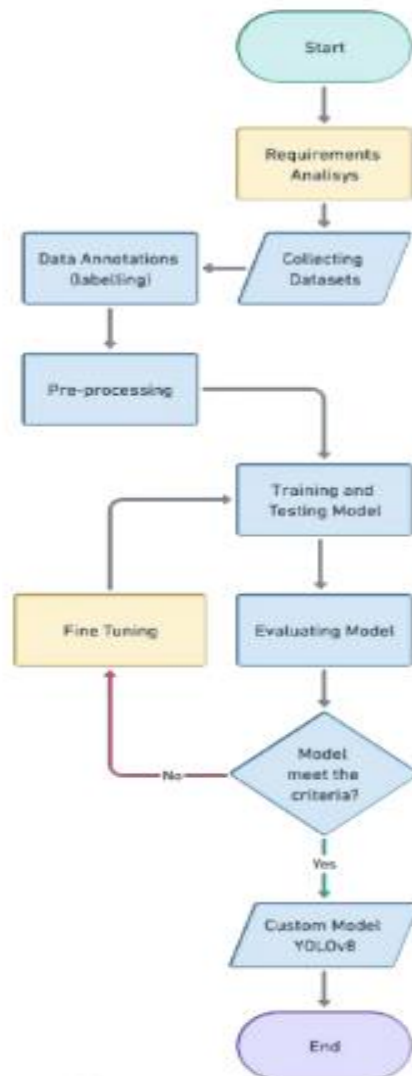 Start
Requirements
Analisys
Collecting
Datasets
Data Annotations
(labelling)
Pre-processing
Training and
Testing Model
Evaluating Model
Fine Tuning
Model
meet the
criteria?
No
Yes
Custom Model
YOLOv8
End